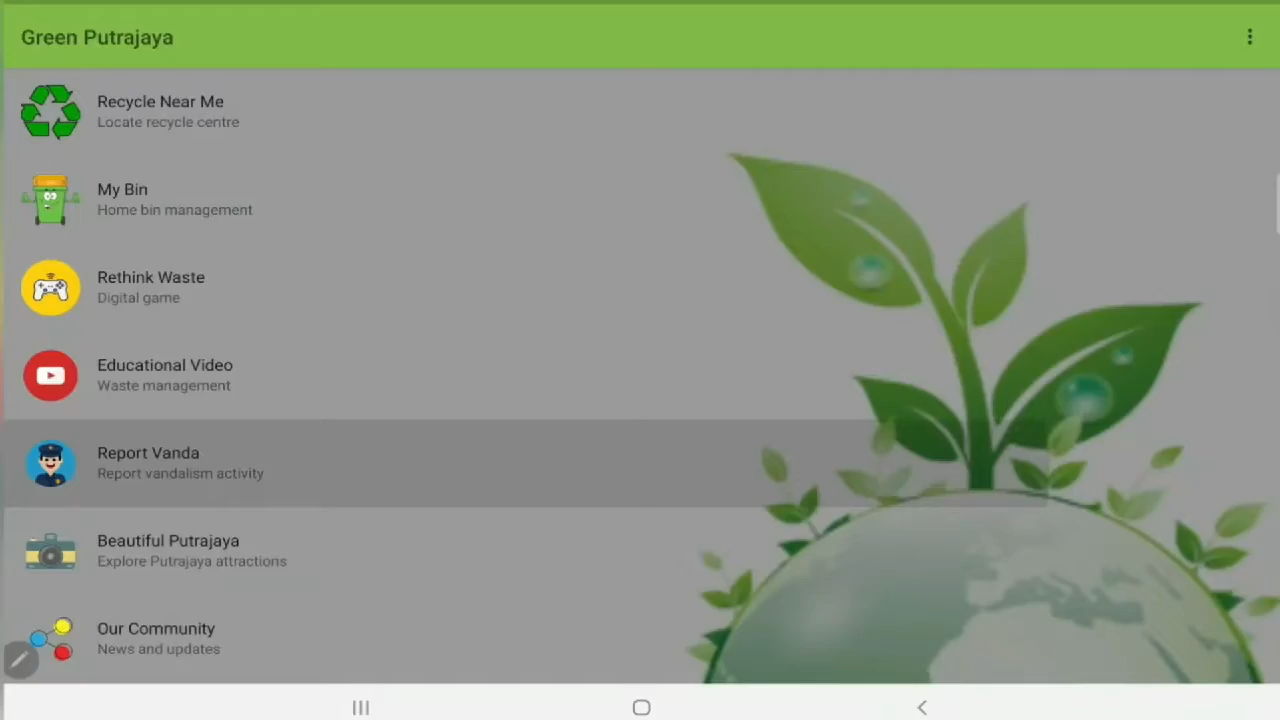 Green Putrajaya
Recycle Near Me
Locate recycle centre
My Bin
Home bin management
Rethink Waste
Digital game
Educational Video
Waste management
Report Vanda
Report vandalism activity
Beautiful Putrajaya
Explore Putrajaya attractions
Our Community
News and updates